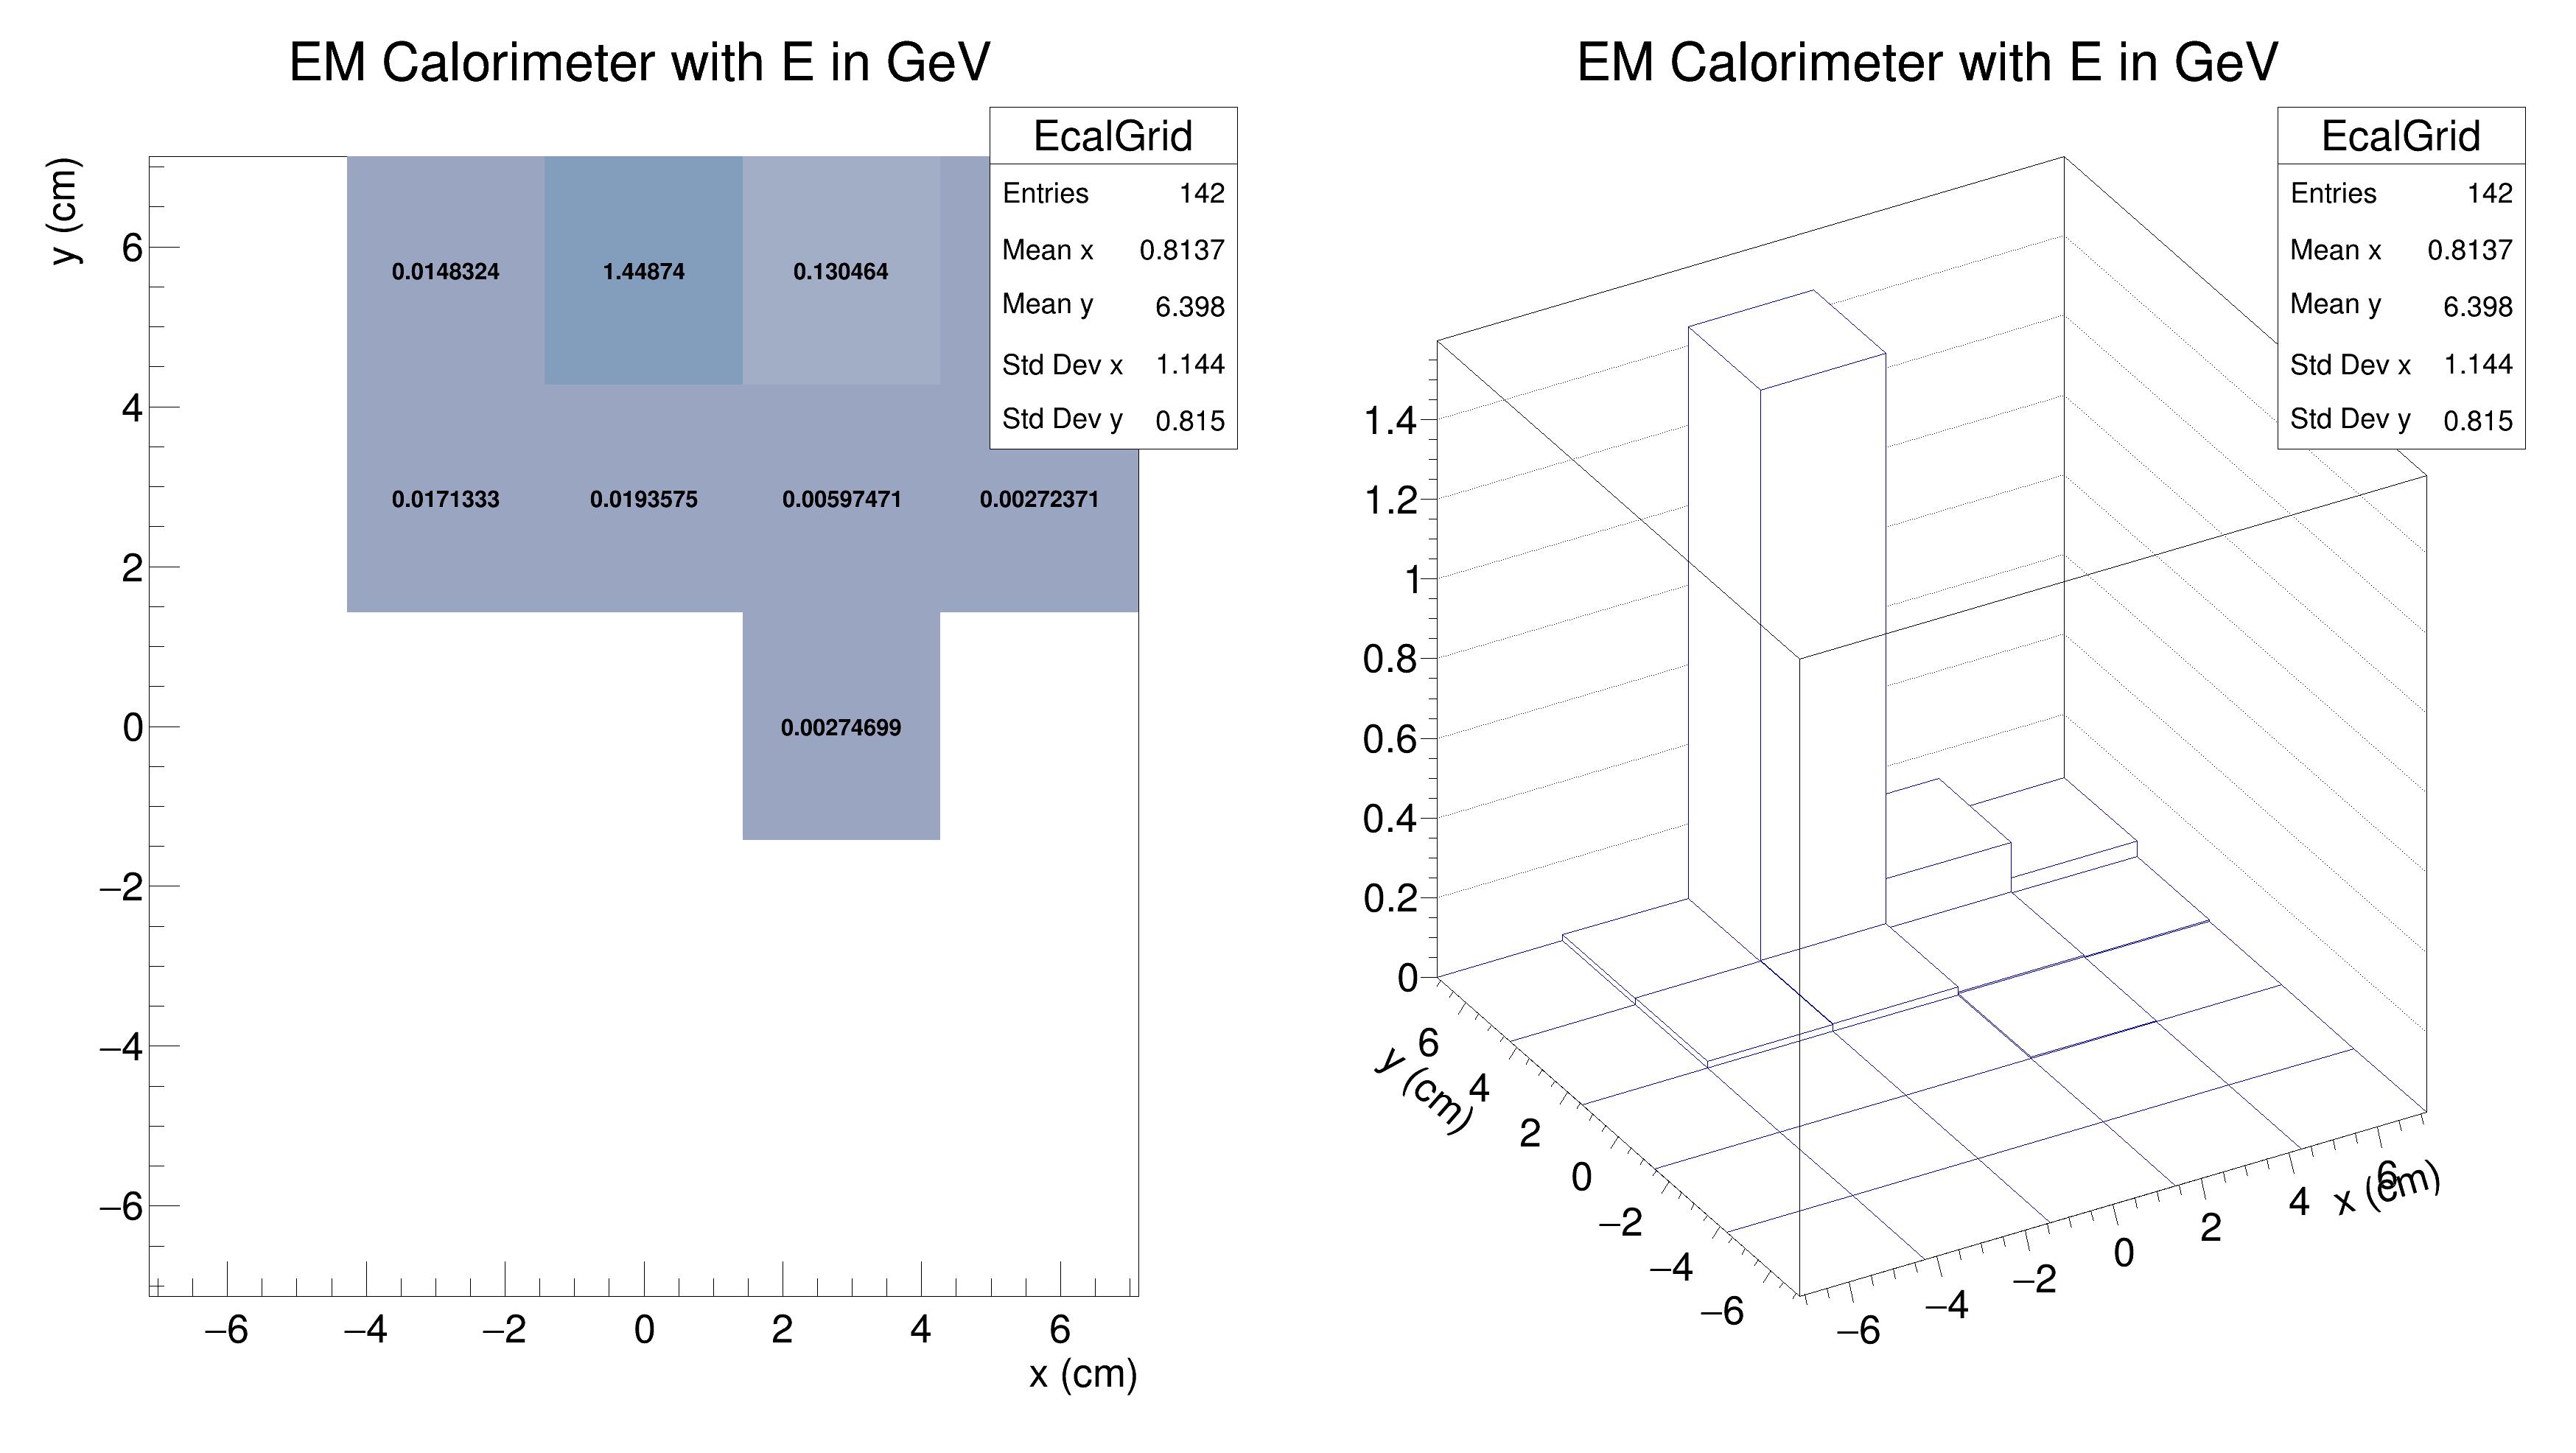 EM Calorimeter with E in GeV
EcalGrid
Entries 142
Mean x 0.8137
Mean y 6.398
Std Dev x 1.144
Std Dev y 0.815
y (cm)
6
4
2
0
−2
−4
−6
0.0148324 1.44874 0.130464
0.0171333 0.0193575 0.00597471 0.00272371
0.00274699
−6 −4 −2 0 2 4 6
x (cm)
EM Calorimeter with E in GeV
EcalGrid
Entries 142
Mean x 0.8137
Mean y 6.398
Std Dev x 1.144
Std Dev y 0.815
1.4
1.2
1
0.8
0.6
0.4
0.2
0
6
4
2
0
−2
−4
−6
y (cm)
−6 −4 −2 0 2 4 6
x (cm)